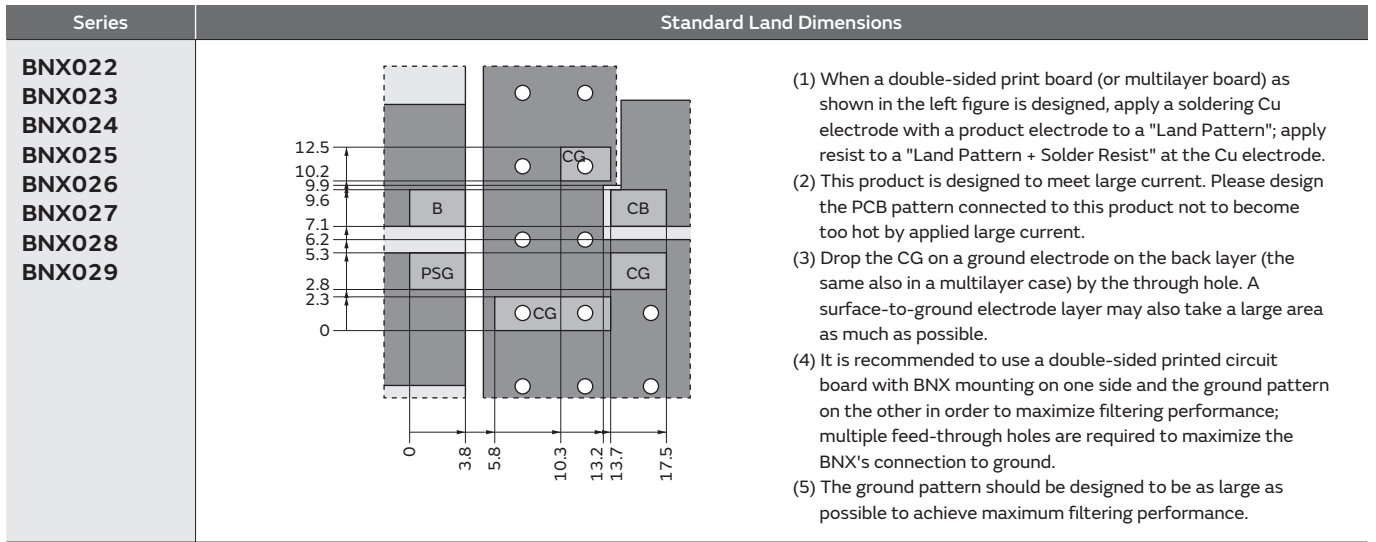 Series
Standard Land Dimensions
BNX022
BNX023
BNX024
BNX025
BNX026
BNX027
BNX028
BNX029
12.5
10.2
9.9
9.6
7.1
6.2
5.3
2.8
2.3
0
CG
B
CB
PSG
CG
CG
0
3.8
5.8
10.3
13.2
13.7
17.5
(1) When a double-sided print board (or multilayer board) as
shown in the left figure is designed, apply a soldering Cu
electrode with a product electrode to a "Land Pattern"; apply
resist to a "Land Pattern + Solder Resist" at the Cu electrode.
(2) This product is designed to meet large current. Please design
the PCB pattern connected to this product not to become
too hot by applied large current.
(3) Drop the CG on a ground electrode on the back layer (the
same also in a multilayer case) by the through hole. A
surface-to-ground electrode layer may also take a large area
as much as possible.
(4) It is recommended to use a double-sided printed circuit
board with BNX mounting on one side and the ground pattern
on the other in order to maximize filtering performance;
multiple feed-through holes are required to maximize the
BNX's connection to ground.
(5) The ground pattern should be designed to be as large as
possible to achieve maximum filtering performance.